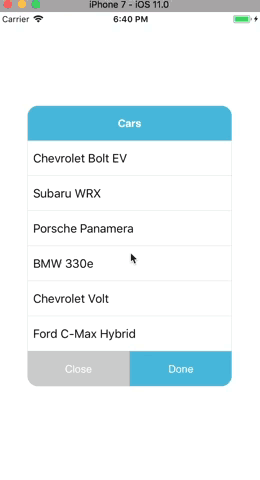 iPhone 7 - iOS 11.0
Carrier 6:40 PM
Cars
Chevrolet Bolt EV
Subaru WRX
Porsche Panamera
BMW 330e
Chevrolet Volt
Ford C-Max Hybrid
Close Done